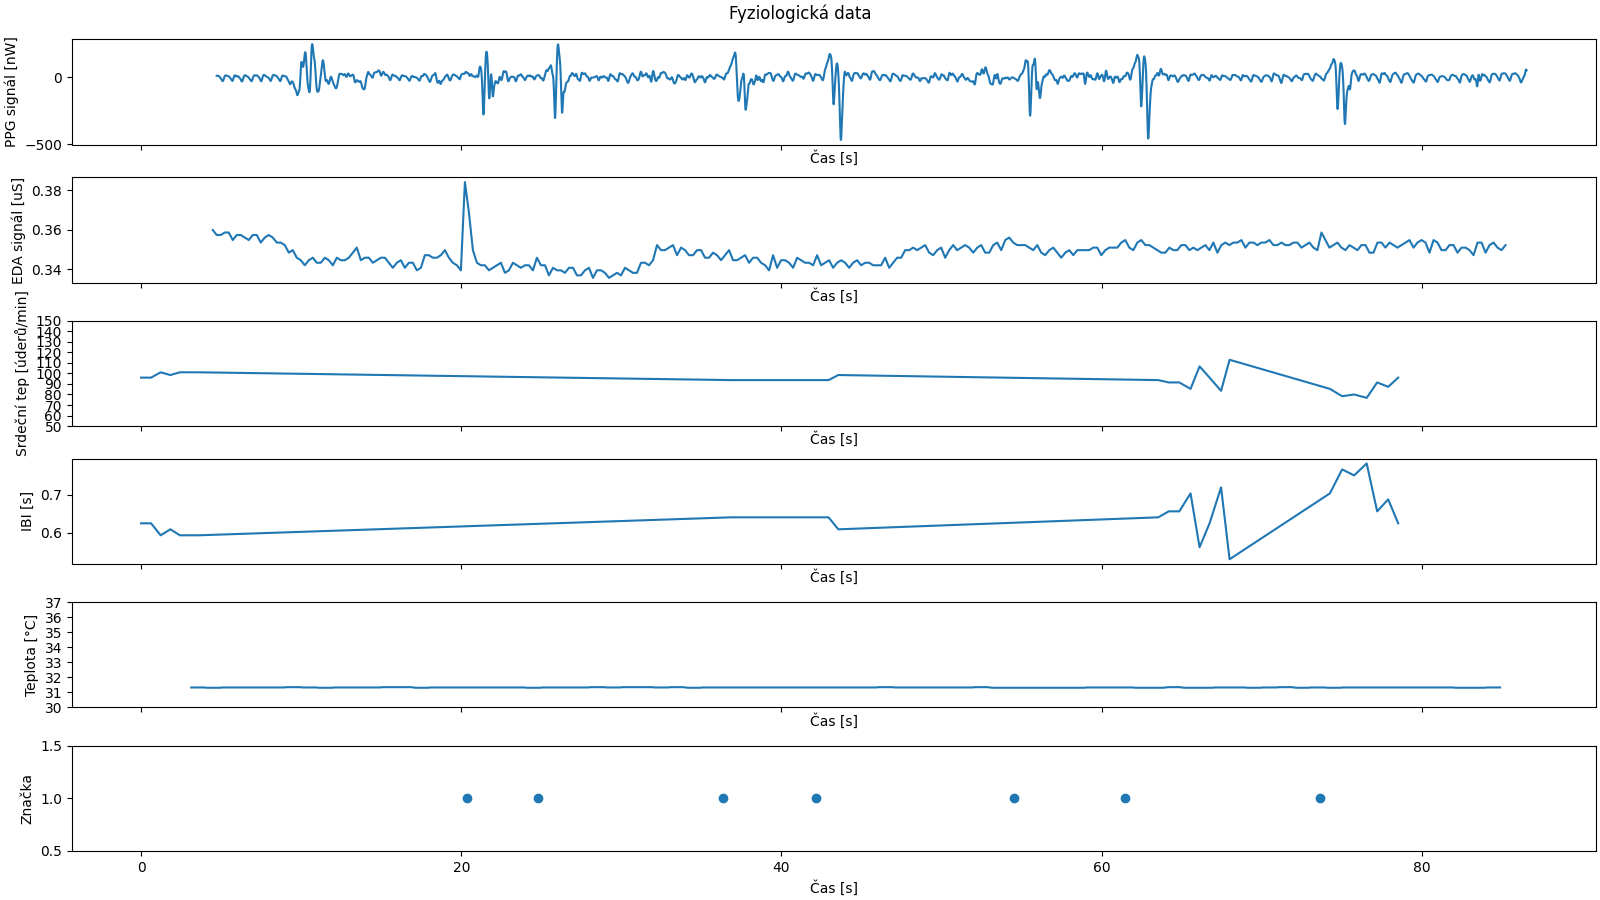 Fyziologická data
PPG signál [nW]
0
−500
Čas [s]
EDA signál [uS]
0.38
0.36
0.34
Čas [s]
Srdeční tep [úderů/min]
150
140
130
120
110
100
90
80
70
60
50
Čas [s]
IBI [s]
0.7
0.6
Čas [s]
Teplota [°C]
37
36
35
34
33
32
31
30
Čas [s]
Značka
1.5
1.0
0.5
0 20 40 60 80
Čas [s]